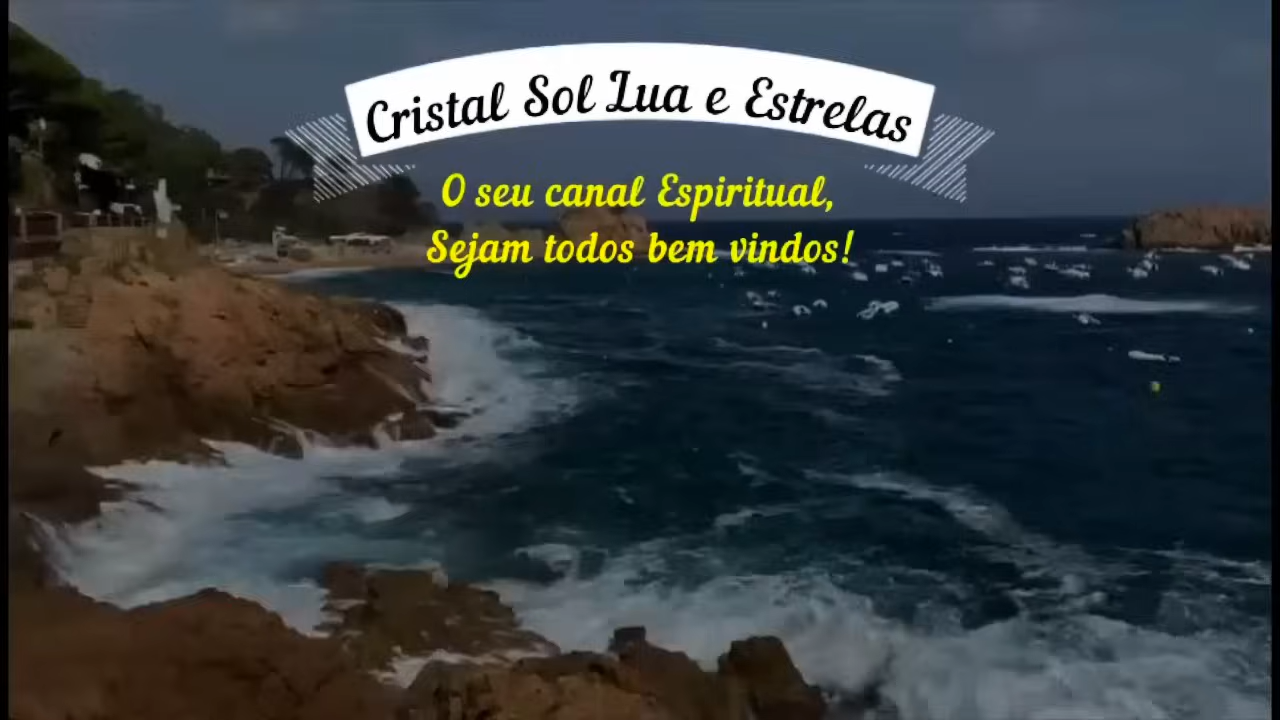 Cristal Sol Lua e Estrelas
O seu canal Espiritual,
Sejam todos bem vindos!